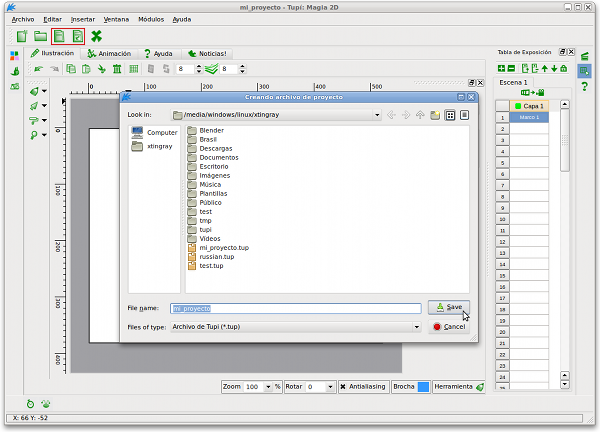 mi_proyecto - Tupi: Magia 2D
Archivo Editar Insertar Ventana Módulos Ayuda
Ilustración Animación Ayuda Noticias!
8 8
0 100 200 300 400 500
0
100
200
300
400
Creando archivo de proyecto
Look in: /media/windows/linux/xtingray
Computer
xtingray
Blender
Brasil
Descargas
Documentos
Escritorio
Imágenes
Música
Plantillas
Público
test
tmp
tupi
Vídeos
mi_proyecto.tup
russian.tup
test.tup
File name: mi_proyecto
Save
Files of type: Archivo de Tupi (*.tup)
Cancel
Tabla de Exposición
Escena 1
Capa 1
1 Marco 1
2
3
4
5
6
7
8
9
10
11
12
13
14
15
16
17
18
19
20
21
22
23
24
Zoom 100 % Rotar 0 Antialiasing Brocha Herramienta
X: 66 Y: -52